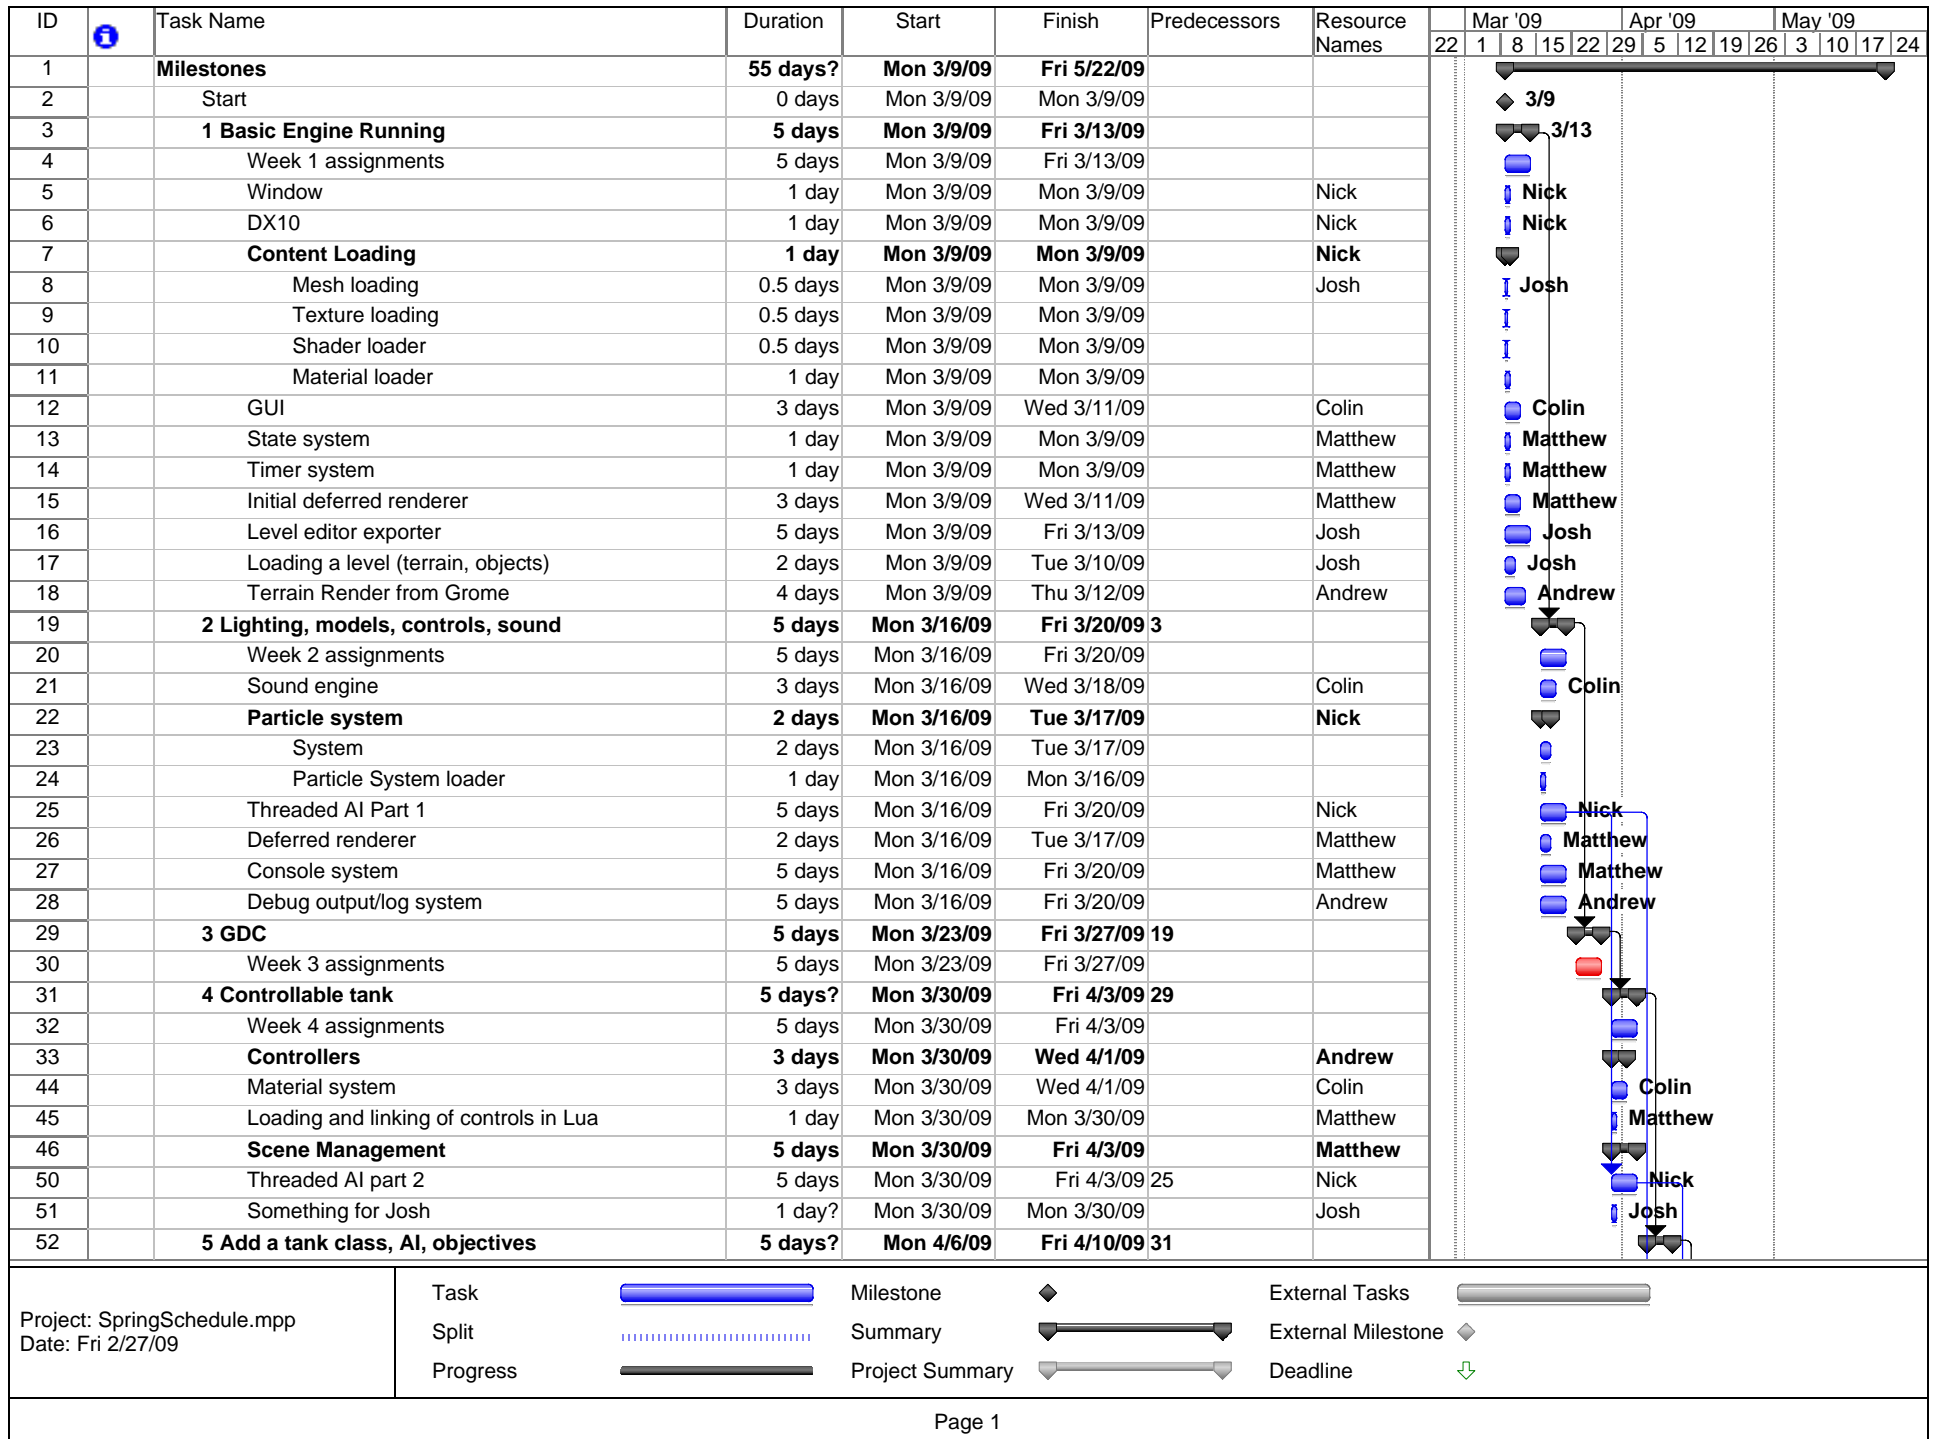 ID Task Name Duration Start Finish Predecessors Resource Names Mar '09 Apr '09 May '09
22 1 8 15 22 29 5 12 19 26 3 10 17 24
1 Milestones 55 days? Mon 3/9/09 Fri 5/22/09
2 Start 0 days Mon 3/9/09 Mon 3/9/09 3/9
3 1 Basic Engine Running 5 days Mon 3/9/09 Fri 3/13/09 3/13
4 Week 1 assignments 5 days Mon 3/9/09 Fri 3/13/09
5 Window 1 day Mon 3/9/09 Mon 3/9/09 Nick Nick
6 DX10 1 day Mon 3/9/09 Mon 3/9/09 Nick Nick
7 Content Loading 1 day Mon 3/9/09 Mon 3/9/09 Nick
8 Mesh loading 0.5 days Mon 3/9/09 Mon 3/9/09 Josh Josh
9 Texture loading 0.5 days Mon 3/9/09 Mon 3/9/09
10 Shader loader 0.5 days Mon 3/9/09 Mon 3/9/09
11 Material loader 1 day Mon 3/9/09 Mon 3/9/09
12 GUI 3 days Mon 3/9/09 Wed 3/11/09 Colin Colin
13 State system 1 day Mon 3/9/09 Mon 3/9/09 Matthew Matthew
14 Timer system 1 day Mon 3/9/09 Mon 3/9/09 Matthew Matthew
15 Initial deferred renderer 3 days Mon 3/9/09 Wed 3/11/09 Matthew Matthew
16 Level editor exporter 5 days Mon 3/9/09 Fri 3/13/09 Josh Josh
17 Loading a level (terrain, objects) 2 days Mon 3/9/09 Tue 3/10/09 Josh Josh
18 Terrain Render from Grome 4 days Mon 3/9/09 Thu 3/12/09 Andrew Andrew
19 2 Lighting, models, controls, sound 5 days Mon 3/16/09 Fri 3/20/09 3
20 Week 2 assignments 5 days Mon 3/16/09 Fri 3/20/09
21 Sound engine 3 days Mon 3/16/09 Wed 3/18/09 Colin Colin
22 Particle system 2 days Mon 3/16/09 Tue 3/17/09 Nick
23 System 2 days Mon 3/16/09 Tue 3/17/09
24 Particle System loader 1 day Mon 3/16/09 Mon 3/16/09
25 Threaded AI Part 1 5 days Mon 3/16/09 Fri 3/20/09 Nick Nick
26 Deferred renderer 2 days Mon 3/16/09 Tue 3/17/09 Matthew Matthew
27 Console system 5 days Mon 3/16/09 Fri 3/20/09 Matthew Matthew
28 Debug output/log system 5 days Mon 3/16/09 Fri 3/20/09 Andrew Andrew
29 3 GDC 5 days Mon 3/23/09 Fri 3/27/09 19
30 Week 3 assignments 5 days Mon 3/23/09 Fri 3/27/09
31 4 Controllable tank 5 days? Mon 3/30/09 Fri 4/3/09 29
32 Week 4 assignments 5 days Mon 3/30/09 Fri 4/3/09
33 Controllers 3 days Mon 3/30/09 Wed 4/1/09 Andrew
44 Material system 3 days Mon 3/30/09 Wed 4/1/09 Colin Colin
45 Loading and linking of controls in Lua 1 day Mon 3/30/09 Mon 3/30/09 Matthew Matthew
46 Scene Management 5 days Mon 3/30/09 Fri 4/3/09 Matthew
50 Threaded AI part 2 5 days Mon 3/30/09 Fri 4/3/09 25 Nick Nick
51 Something for Josh 1 day? Mon 3/30/09 Mon 3/30/09 Josh Josh
52 5 Add a tank class, AI, objectives 5 days? Mon 4/6/09 Fri 4/10/09 31
Project: SpringSchedule.mpp
Date: Fri 2/27/09
Task Milestone External Tasks
Split Summary External Milestone
Progress Project Summary Deadline
Page 1